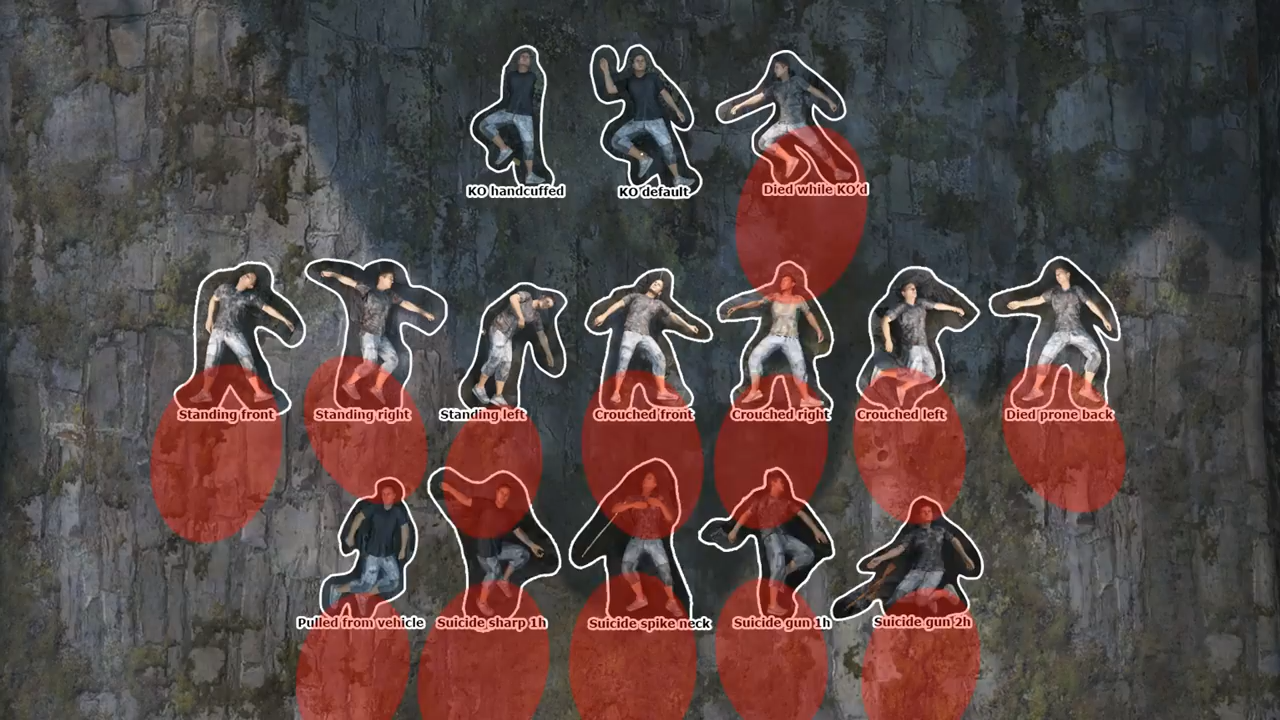 KO handcuffed
KO default
Died while KO'd
Standing front
Standing right
Standing left
Crouched front
Crouched right
Crouched left
Died prone back
Pulled from vehicle
Suicide sharp 1h
Suicide spike neck
Suicide gun 1h
Suicide gun 2h